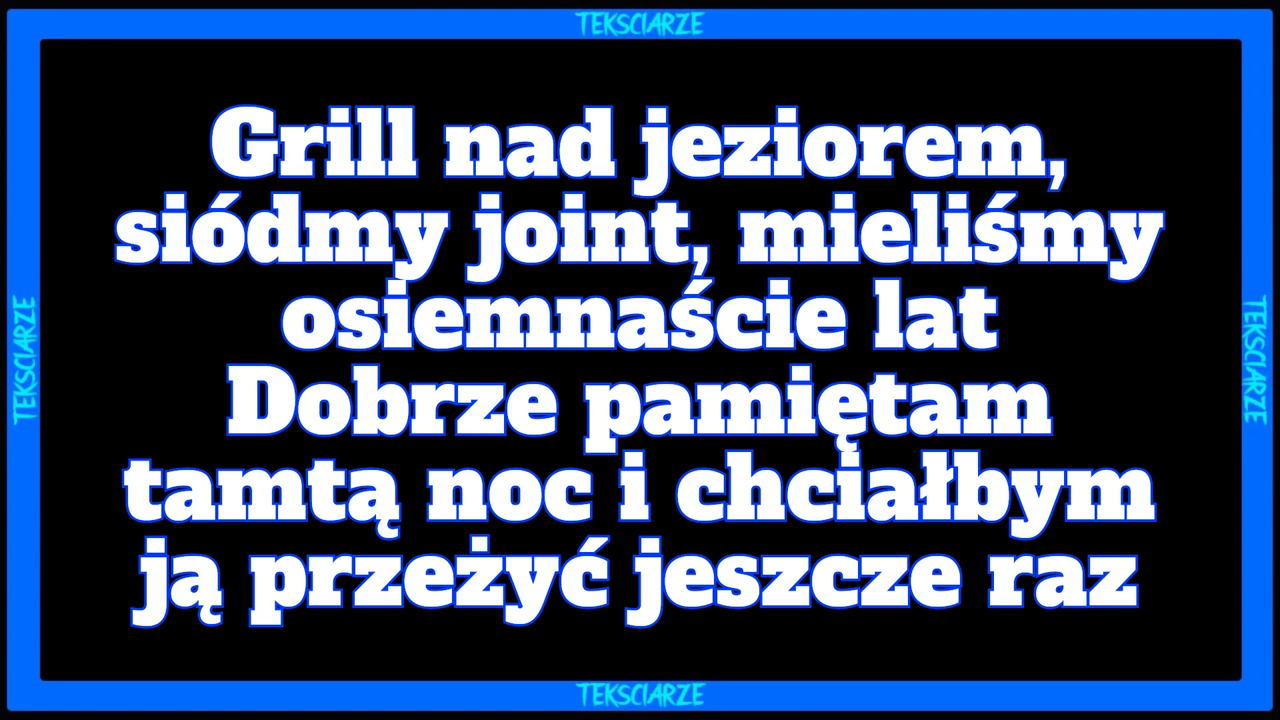 TEKSCIARZE
Grill nad jeziorem,
siódmy joint, mieliśmy
osiemnaście lat
Dobrze pamiętam
tamtą noc i chciałbym
ją przeżyć jeszcze raz
TEKSCIARZE
TEKSCIARZE
TEKSCIARZE